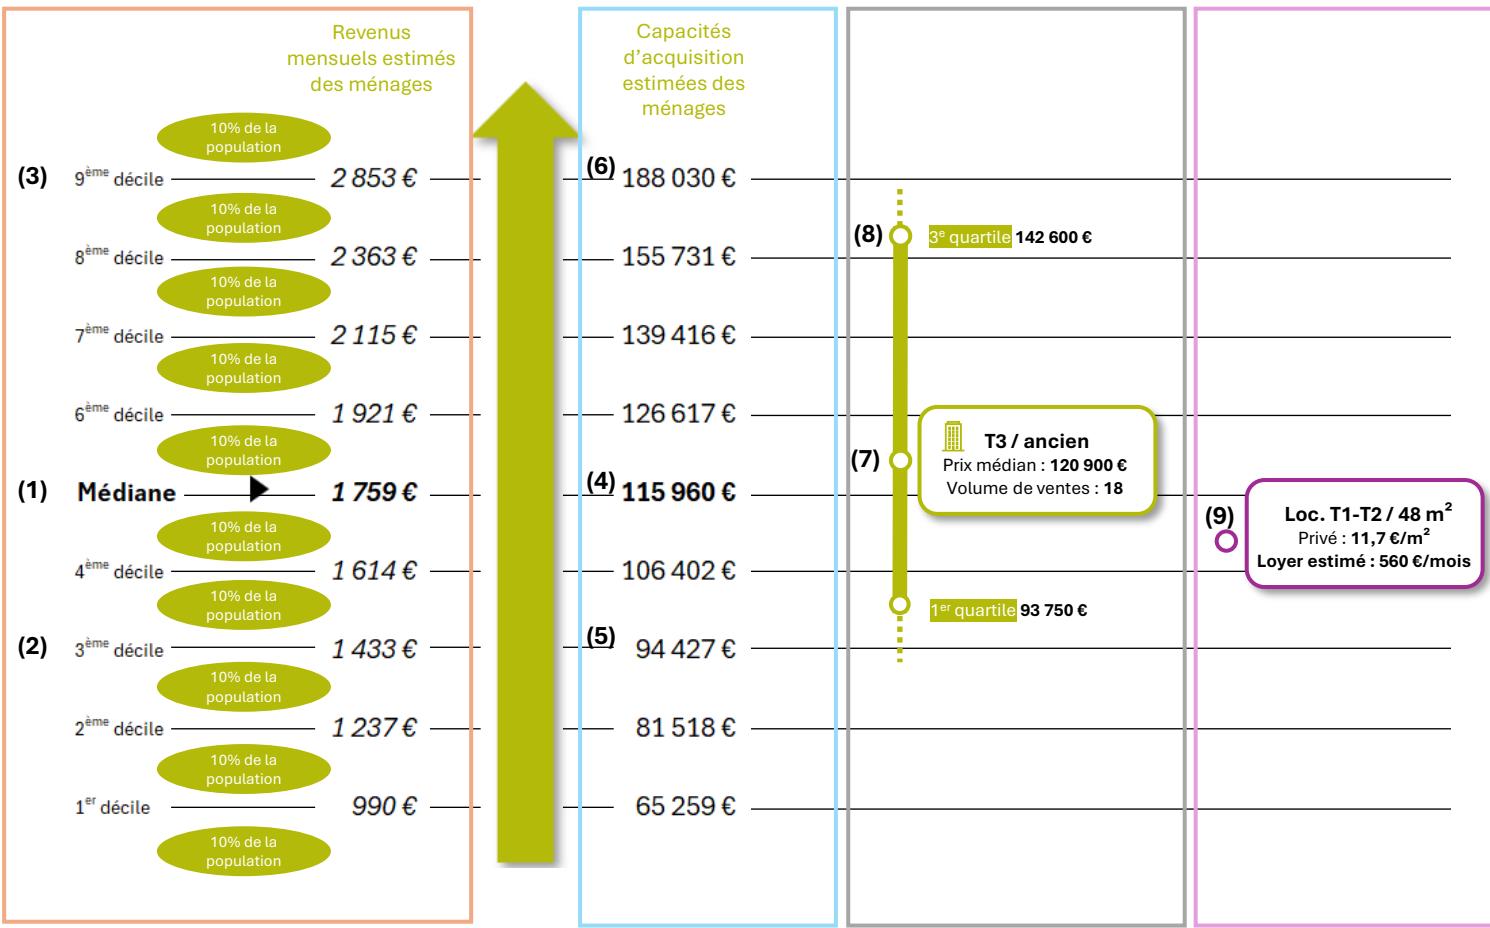 Revenus
mensuels estimés
des ménages
Capacités
d'acquisition
estimées des
ménages
10% de la
population
(3) 9ème décile 2 853 € (6) 188 030 €
10% de la
population
(8) 3e quartile 142 600 €
8ème décile 2 363 € 155 731 €
10% de la
population
7ème décile 2 115 € 139 416 €
10% de la
population
6ème décile 1 921 € 126 617 €
10% de la
population
(7) T3 / ancien
Prix médian : 120 900 €
Volume de ventes : 18
(1) Médiane 1 759 € (4) 115 960 €
10% de la
population
(9) Loc. T1-T2 / 48 m²
Privé : 11,7 €/m²
Loyer estimé : 560 €/mois
4ème décile 1 614 € 106 402 €
10% de la
population
1er quartile 93 750 €
(2) 3ème décile 1 433 € (5) 94 427 €
10% de la
population
2ème décile 1 237 € 81 518 €
10% de la
population
1er décile 990 € 65 259 €
10% de la
population